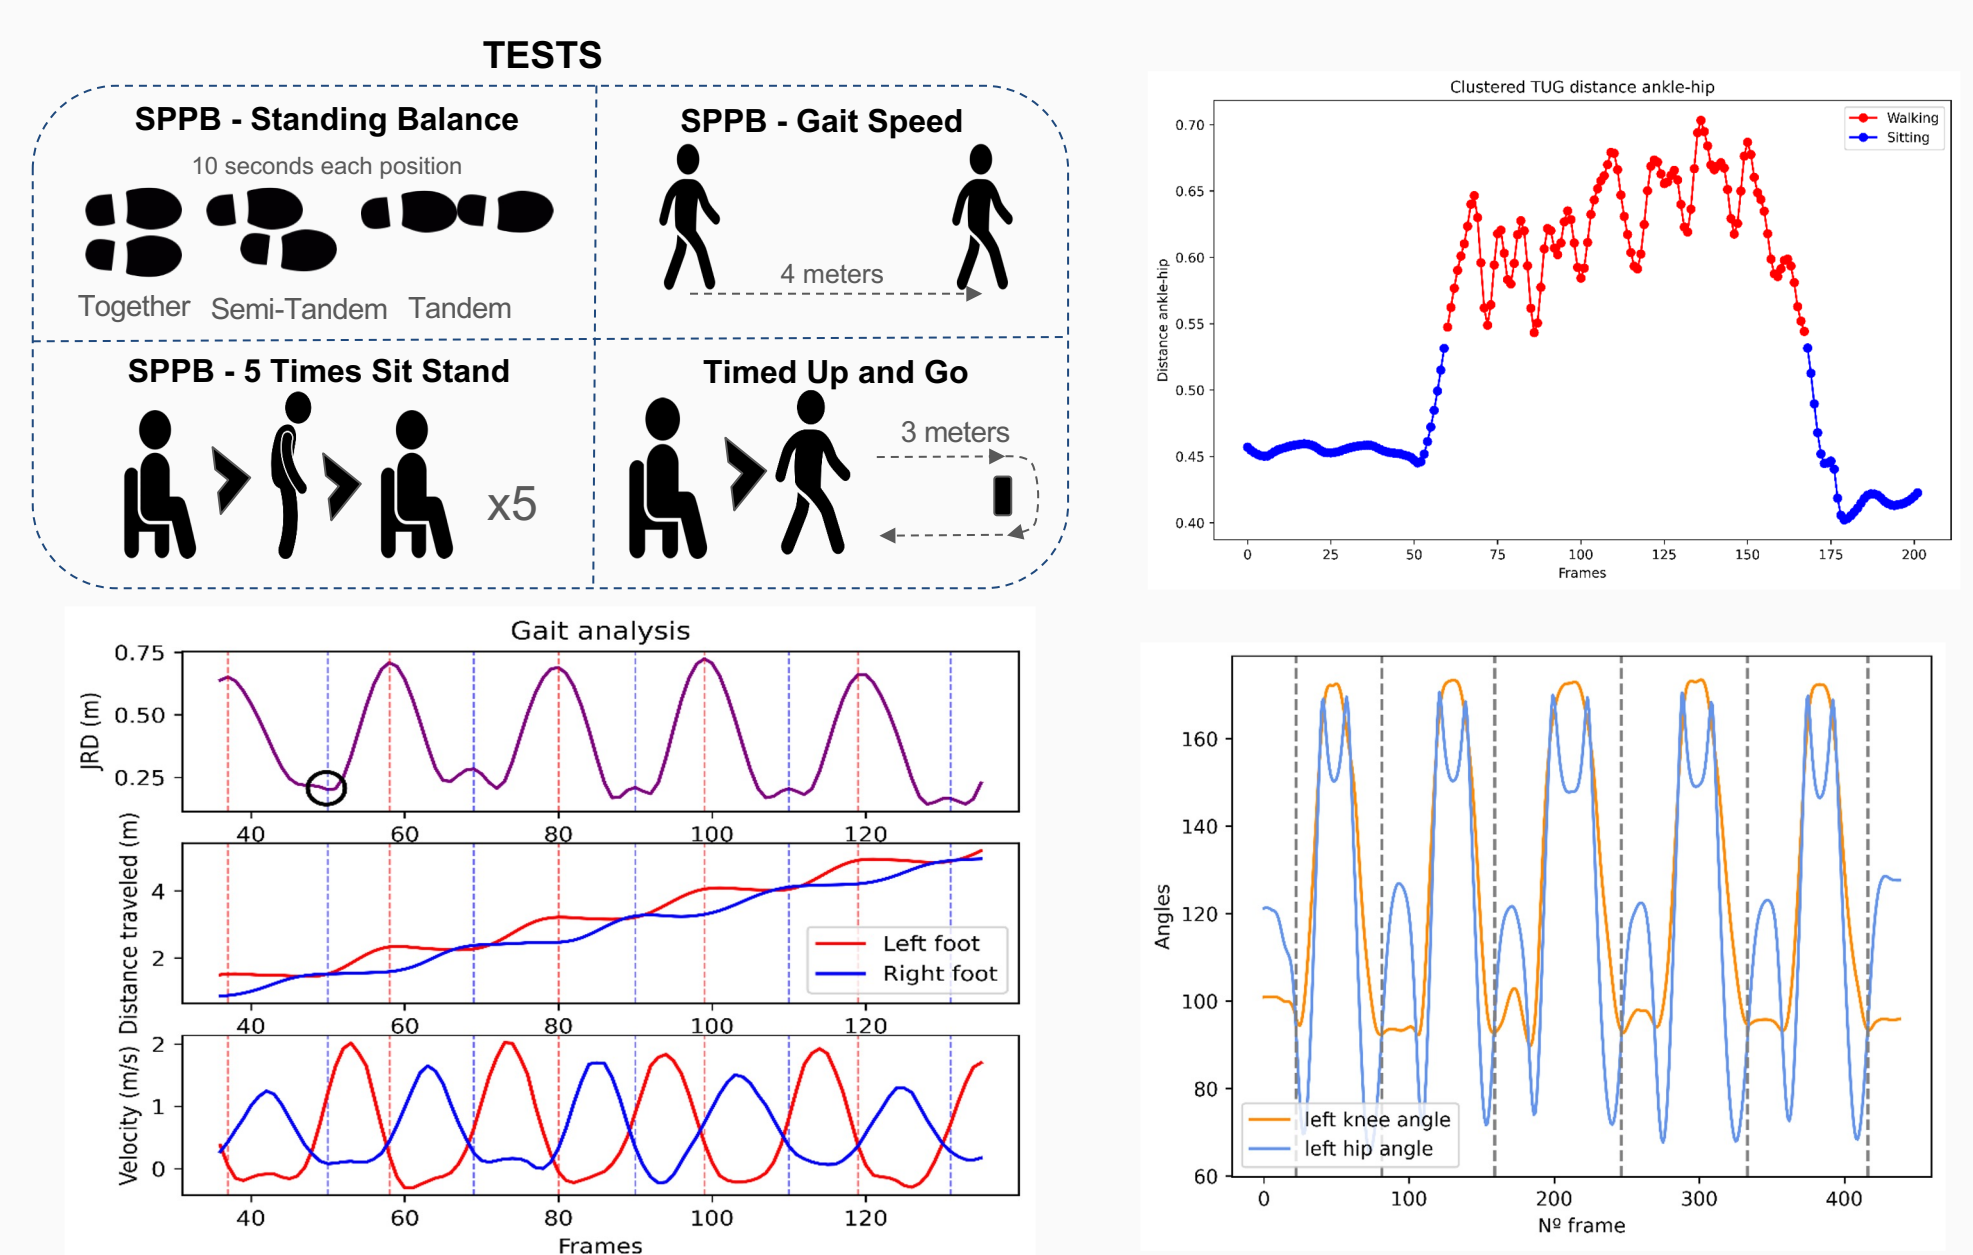 TESTS
SPPB - Standing Balance
10 seconds each position
Together Semi-Tandem Tandem
SPPB - Gait Speed
4 meters
SPPB - 5 Times Sit Stand
x5
Timed Up and Go
3 meters
Clustered TUG distance ankle-hip
Walking
Sitting
Distance ankle-hip
0.70
0.65
0.60
0.55
0.50
0.45
0.40
0 25 50 75 100 125 150 175 200
Frames
Gait analysis
JRD (m)
0.75
0.50
0.25
40 60 80 100 120
Distance traveled (m)
4
2
Left foot
Right foot
40 60 80 100 120
Velocity (m/s)
2
1
0
40 60 80 100 120
Frames
Angles
160
140
120
100
80
60
left knee angle
left hip angle
0 100 200 300 400
Nº frame